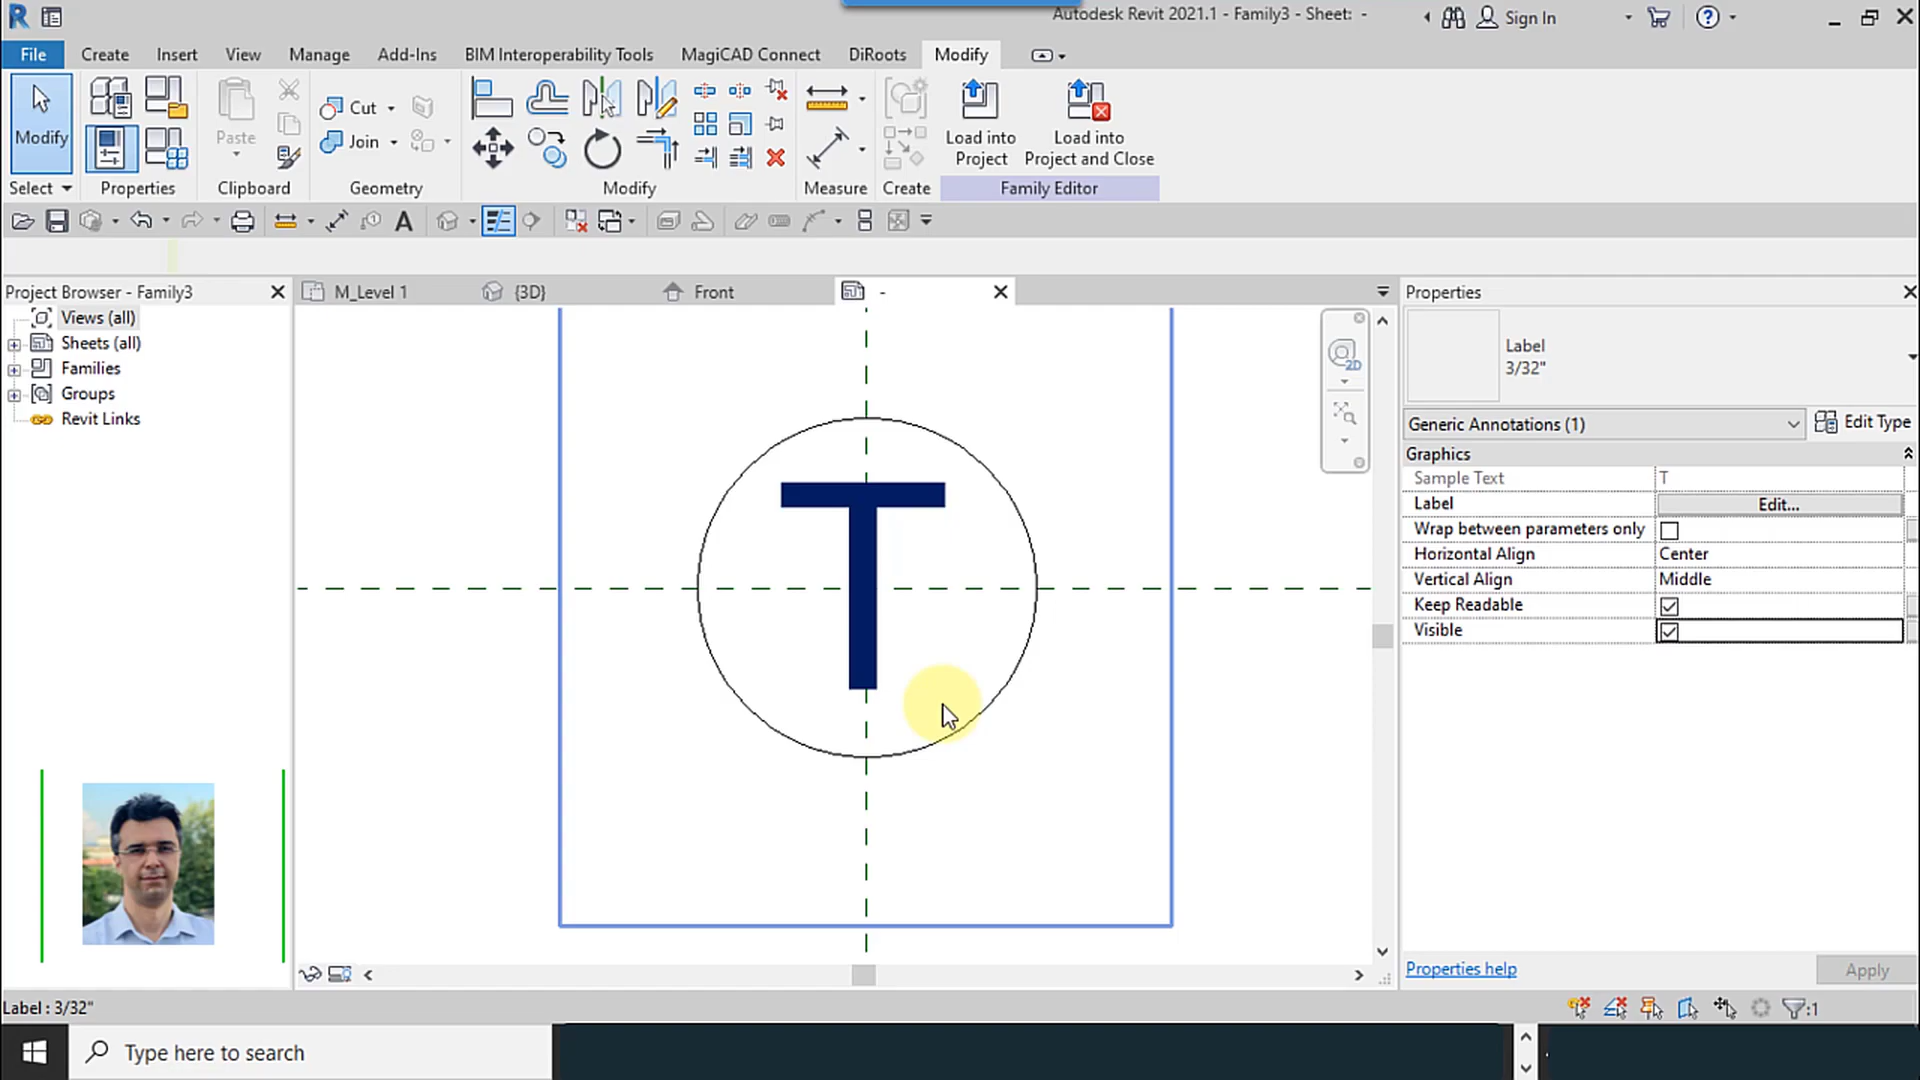 Autodesk Revit 2021.1 - Family3 - Sheet: -
Sign In
File
Create
Insert
View
Manage
Add-Ins
BIM Interoperability Tools
MagiCAD Connect
DiRoots
Modify
Modify
Paste
Cut
Join
Load into
Project
Load into
Project and Close
Select
Properties
Clipboard
Geometry
Modify
Measure
Create
Family Editor
Project Browser - Family3
M_Level 1
{3D}
Front
-
Properties
Views (all)
Sheets (all)
Families
Groups
Revit Links
T
2D
Label
3/32"
Generic Annotations (1)
Edit Type
Graphics
Sample Text
T
Label
Edit...
Wrap between parameters only
Horizontal Align
Center
Vertical Align
Middle
Keep Readable
Visible
Properties help
Apply
Label : 3/32"
:1
Type here to search